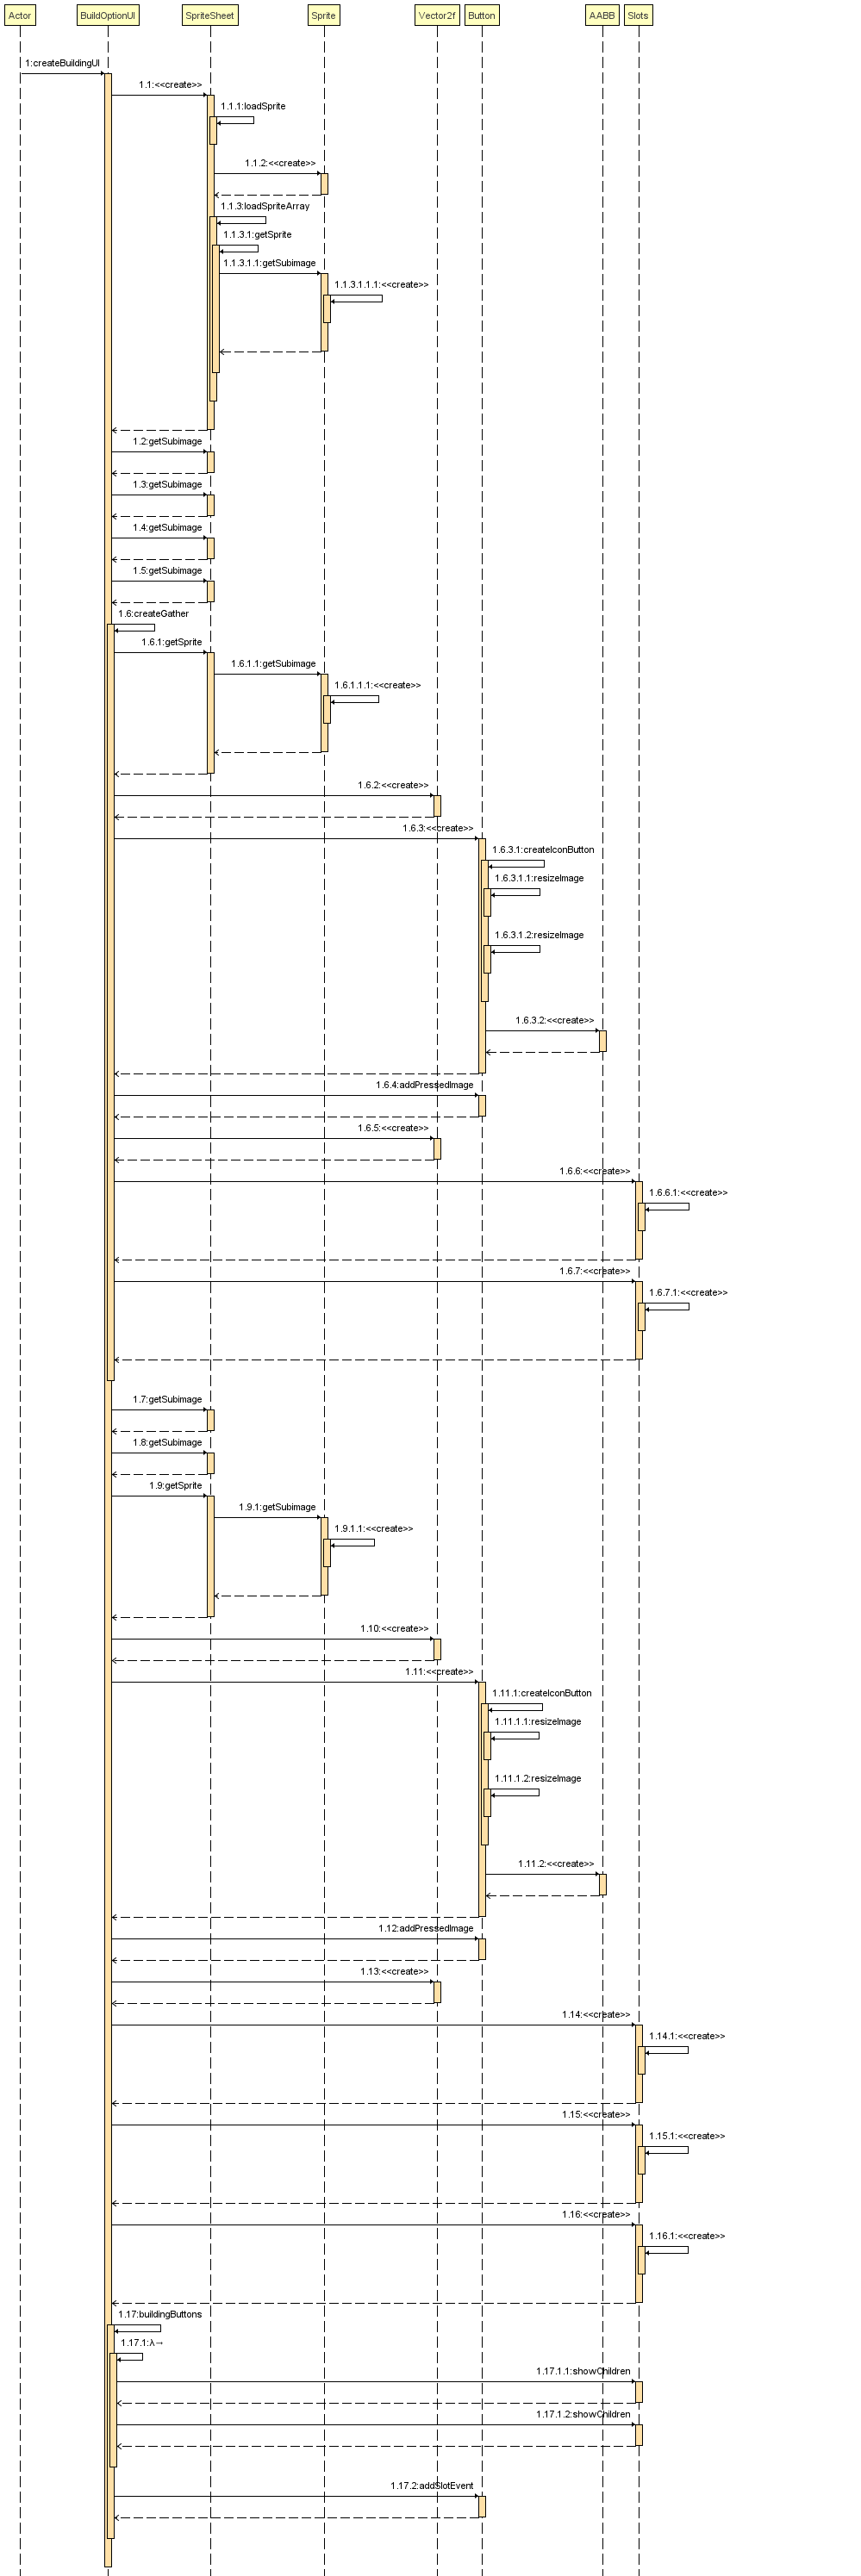 Actor BuildOptionUI SpriteSheet Sprite Vector2f Button AABB Slots
1:createBuildingUI
1.1:<<create>>
1.1.1:loadSprite
1.1.2:<<create>>
1.1.3:loadSpriteArray
1.1.3.1:getSprite
1.1.3.1.1:getSubimage
1.1.3.1.1.1:<<create>>
1.2:getSubimage
1.3:getSubimage
1.4:getSubimage
1.5:getSubimage
1.6:createGather
1.6.1:getSprite
1.6.1.1:getSubimage
1.6.1.1.1:<<create>>
1.6.2:<<create>>
1.6.3:<<create>>
1.6.3.1:createIconButton
1.6.3.1.1:resizeImage
1.6.3.1.2:resizeImage
1.6.3.2:<<create>>
1.6.4:addPressedImage
1.6.5:<<create>>
1.6.6:<<create>>
1.6.6.1:<<create>>
1.6.7:<<create>>
1.6.7.1:<<create>>
1.7:getSubimage
1.8:getSubimage
1.9:getSprite
1.9.1:getSubimage
1.9.1.1:<<create>>
1.10:<<create>>
1.11:<<create>>
1.11.1:createIconButton
1.11.1.1:resizeImage
1.11.1.2:resizeImage
1.11.2:<<create>>
1.12:addPressedImage
1.13:<<create>>
1.14:<<create>>
1.14.1:<<create>>
1.15:<<create>>
1.15.1:<<create>>
1.16:<<create>>
1.16.1:<<create>>
1.17:buildingButtons
1.17.1:λ→
1.17.1.1:showChildren
1.17.1.2:showChildren
1.17.2:addSlotEvent